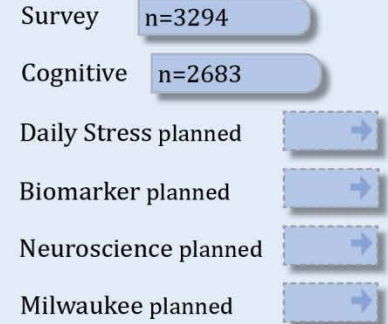 Survey n=3294
Cognitive n=2683
Daily Stress planned
Biomarker planned
Neuroscience planned
Milwaukee planned